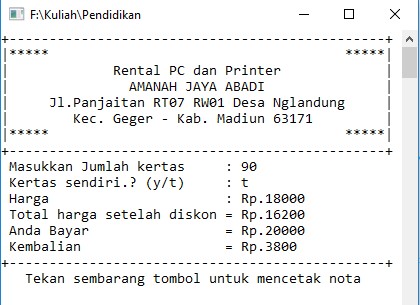 F:\Kuliah\Pendidikan
+-----------------------------------------------+
|***** *****|
| Rental PC dan Printer |
| AMANAH JAYA ABADI |
| Jl.Panjaitan RT07 RW01 Desa Nglandung |
| Kec. Geger - Kab. Madiun 63171 |
|***** *****|
+-----------------------------------------------+
Masukkan Jumlah kertas : 90
Kertas sendiri.? (y/t) : t
Harga : Rp.18000
Total harga setelah diskon = Rp.16200
Anda Bayar = Rp.20000
Kembalian = Rp.3800
+-----------------------------------------------+
Tekan sembarang tombol untuk mencetak nota